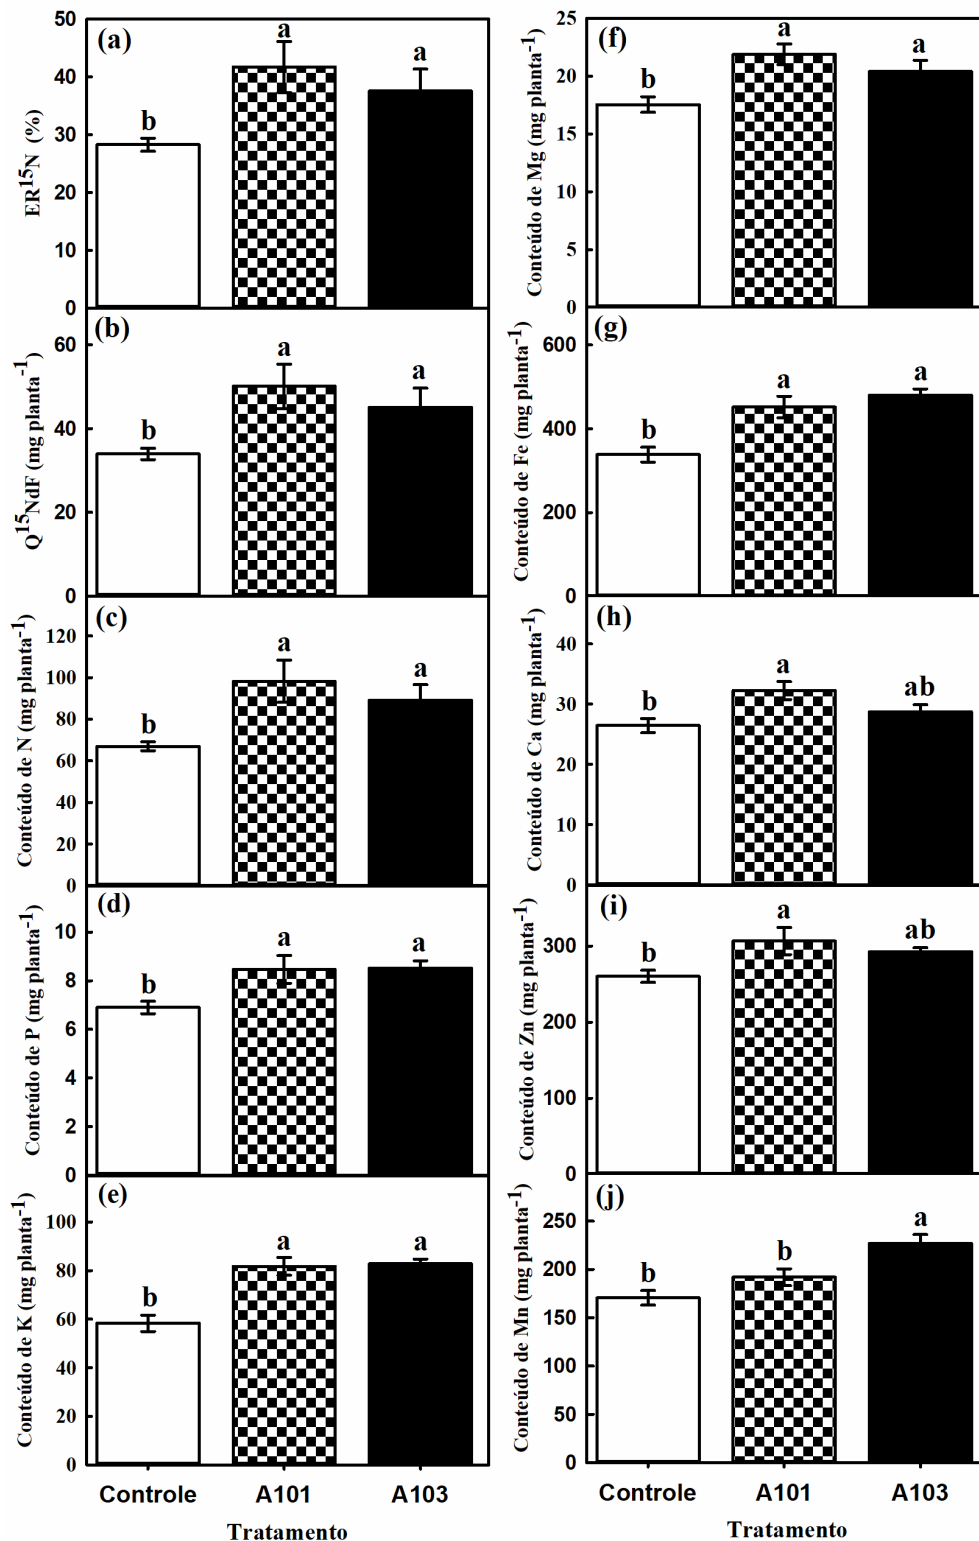 (a)
ER15N (%)
50
40
30
20
10
0
b
a
a
(b)
Q15NdF (mg planta-1)
60
40
20
0
b
a
a
(c)
Conteúdo de N (mg planta-1)
120
100
80
60
40
20
0
b
a
a
(d)
Conteúdo de P (mg planta-1)
10
8
6
4
2
0
b
a
a
(e)
Conteúdo de K (mg planta-1)
100
80
60
40
20
0
b
a
a
Controle A101 A103
Tratamento
(f)
Conteúdo de Mg (mg planta-1)
25
20
15
10
5
0
b
a
a
(g)
Conteúdo de Fe (mg planta-1)
600
400
200
0
b
a
a
(h)
Conteúdo de Ca (mg planta-1)
40
30
20
10
0
b
a
ab
(i)
Conteúdo de Zn (mg planta-1)
300
200
100
0
b
a
ab
(j)
Conteúdo de Mn (mg planta-1)
250
200
150
100
50
0
b
b
a
Controle A101 A103
Tratamento